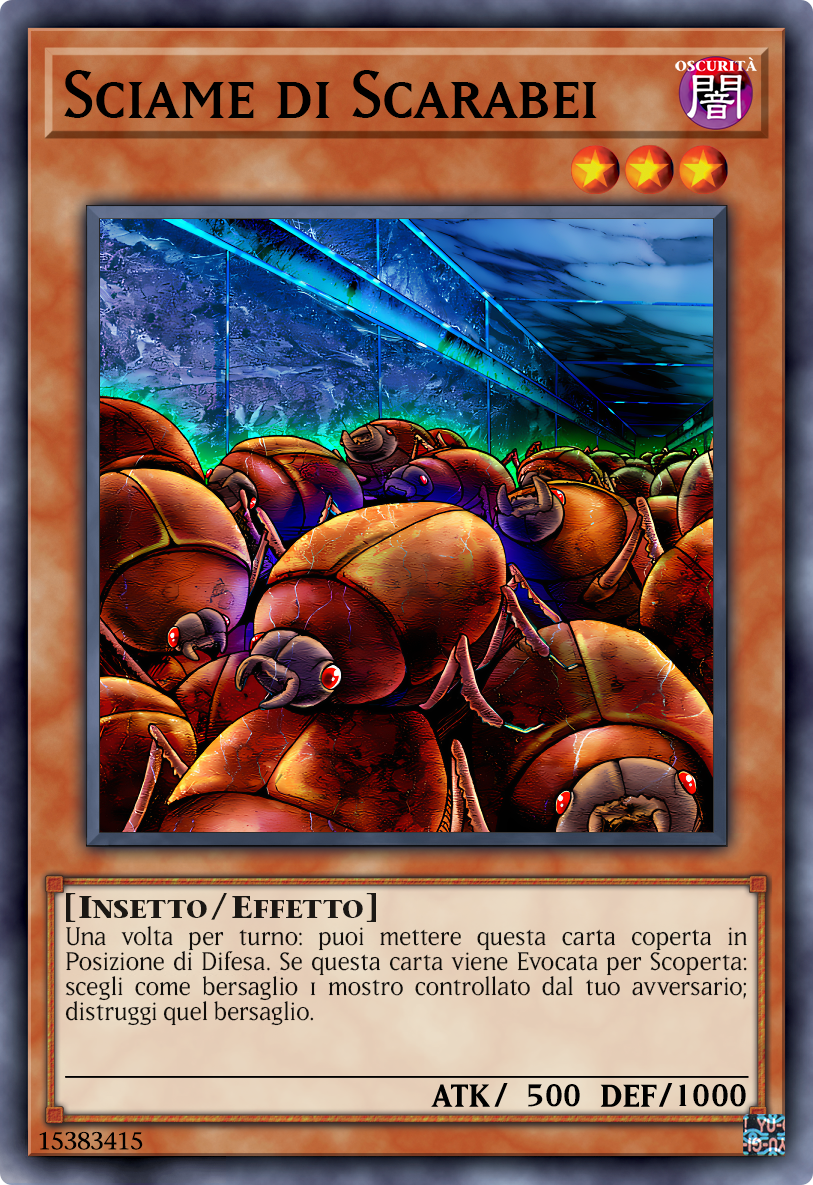 Sciame di Scarabei
OSCURITÀ
闇
[Insetto/Effetto]
Una volta per turno: puoi mettere questa carta coperta in
Posizione di Difesa. Se questa carta viene Evocata per Scoperta:
scegli come bersaglio 1 mostro controllato dal tuo avversario;
distruggi quel bersaglio.
ATK/ 500 DEF/1000
15383415